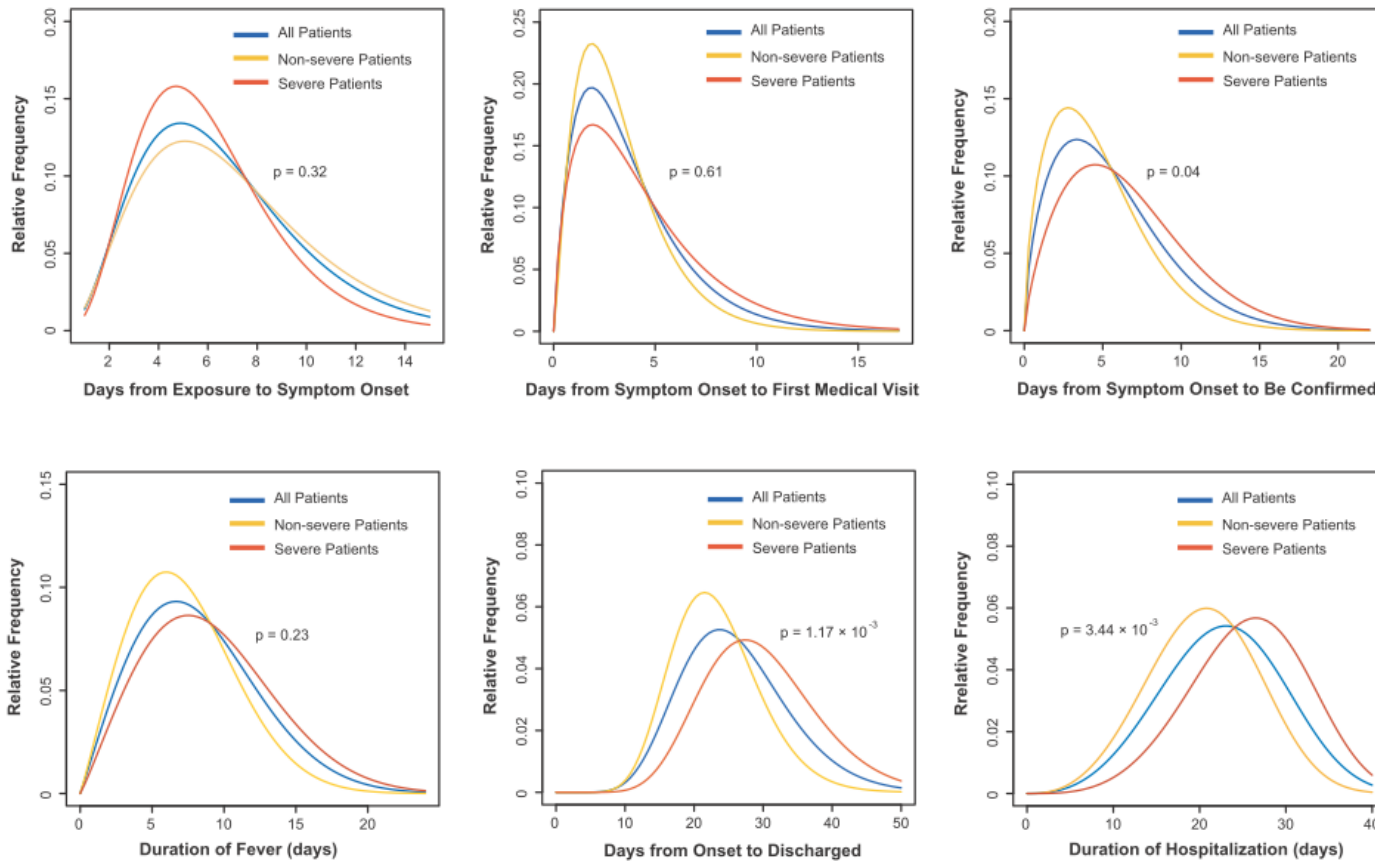 0.20
0.15
0.10
0.05
0
All Patients
Non-severe Patients
Severe Patients
p = 0.32
Relative Frequency
2 4 6 8 10 12 14
Days from Exposure to Symptom Onset
0.25
0.20
0.15
0.10
0.05
0
All Patients
Non-severe Patients
Severe Patients
p = 0.61
Relative Frequency
0 5 10 15
Days from Symptom Onset to First Medical Visit
0.20
0.15
0.10
0.05
0
All Patients
Non-severe Patients
Severe Patients
p = 0.04
Rrelative Frequency
0 5 10 15 20
Days from Symptom Onset to Be Confirmed
0.15
0.10
0.05
0
All Patients
Non-severe Patients
Severe Patients
p = 0.23
Relative Frequency
0 5 10 15 20
Duration of Fever (days)
0.10
0.08
0.06
0.04
0.02
0
All Patients
Non-severe Patients
Severe Patients
p = 1.17 × 10⁻³
Relative Frequency
0 10 20 30 40 50
Days from Onset to Discharged
0.10
0.08
0.06
0.04
0.02
0
All Patients
Non-severe Patients
Severe Patients
p = 3.44 × 10⁻³
Rrelative Frequency
0 10 20 30 40
Duration of Hospitalization (days)